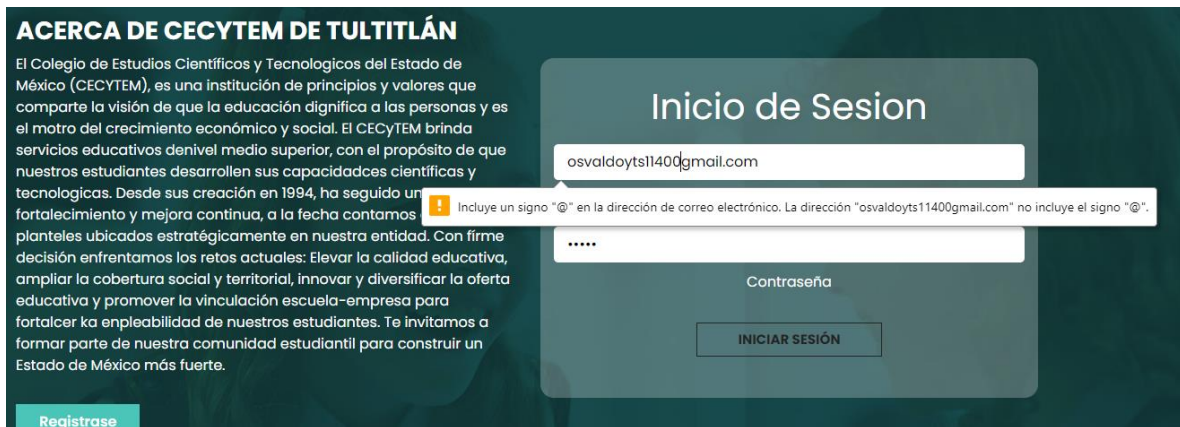 ACERCA DE CECYTEM DE TULTITLÁN
El Colegio de Estudios Científicos y Tecnologicos del Estado de
México (CECYTEM), es una institución de principios y valores que
comparte la visión de que la educación dignifica a las personas y es
el motro del crecimiento económico y social. El CECyTEM brinda
servicios educativos denivel medio superior, con el propósito de que
nuestros estudiantes desarrollen sus capacidadces científicas y
tecnologicas. Desde sus creación en 1994, ha seguido un
fortalecimiento y mejora continua, a la fecha contamos
planteles ubicados estratégicamente en nuestra entidad. Con fírme
decisión enfrentamos los retos actuales: Elevar la calidad educativa,
ampliar la cobertura social y territorial, innovar y diversificar la oferta
educativa y promover la vinculación escuela-empresa para
fortalcer ka enpleabilidad de nuestros estudiantes. Te invitamos a
formar parte de nuestra comunidad estudiantil para construir un
Estado de México más fuerte.
Registrase
Inicio de Sesion
osvaldoyts11400gmail.com
Incluye un signo "@" en la dirección de correo electrónico. La dirección "osvaldoyts11400gmail.com" no incluye el signo "@".
•••••
Contraseña
INICIAR SESIÓN